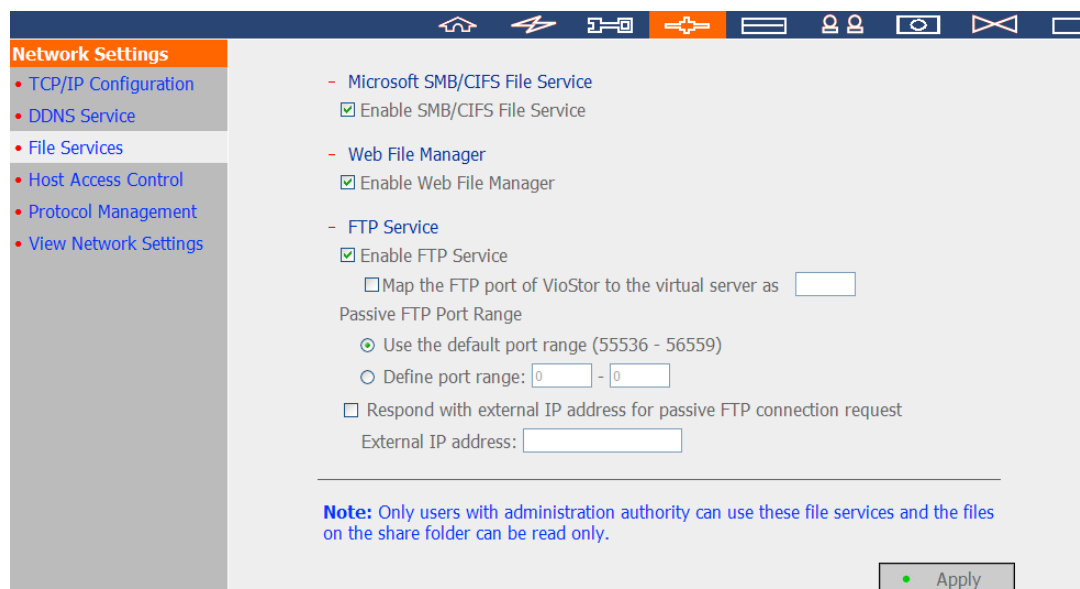 Network Settings
• TCP/IP Configuration
• DDNS Service
• File Services
• Host Access Control
• Protocol Management
• View Network Settings
– Microsoft SMB/CIFS File Service
Enable SMB/CIFS File Service
– Web File Manager
Enable Web File Manager
– FTP Service
Enable FTP Service
Map the FTP port of VioStor to the virtual server as
Passive FTP Port Range
Use the default port range (55536 - 56559)
Define port range: 0 - 0
Respond with external IP address for passive FTP connection request
External IP address:
Note: Only users with administration authority can use these file services and the files
on the share folder can be read only.
• Apply